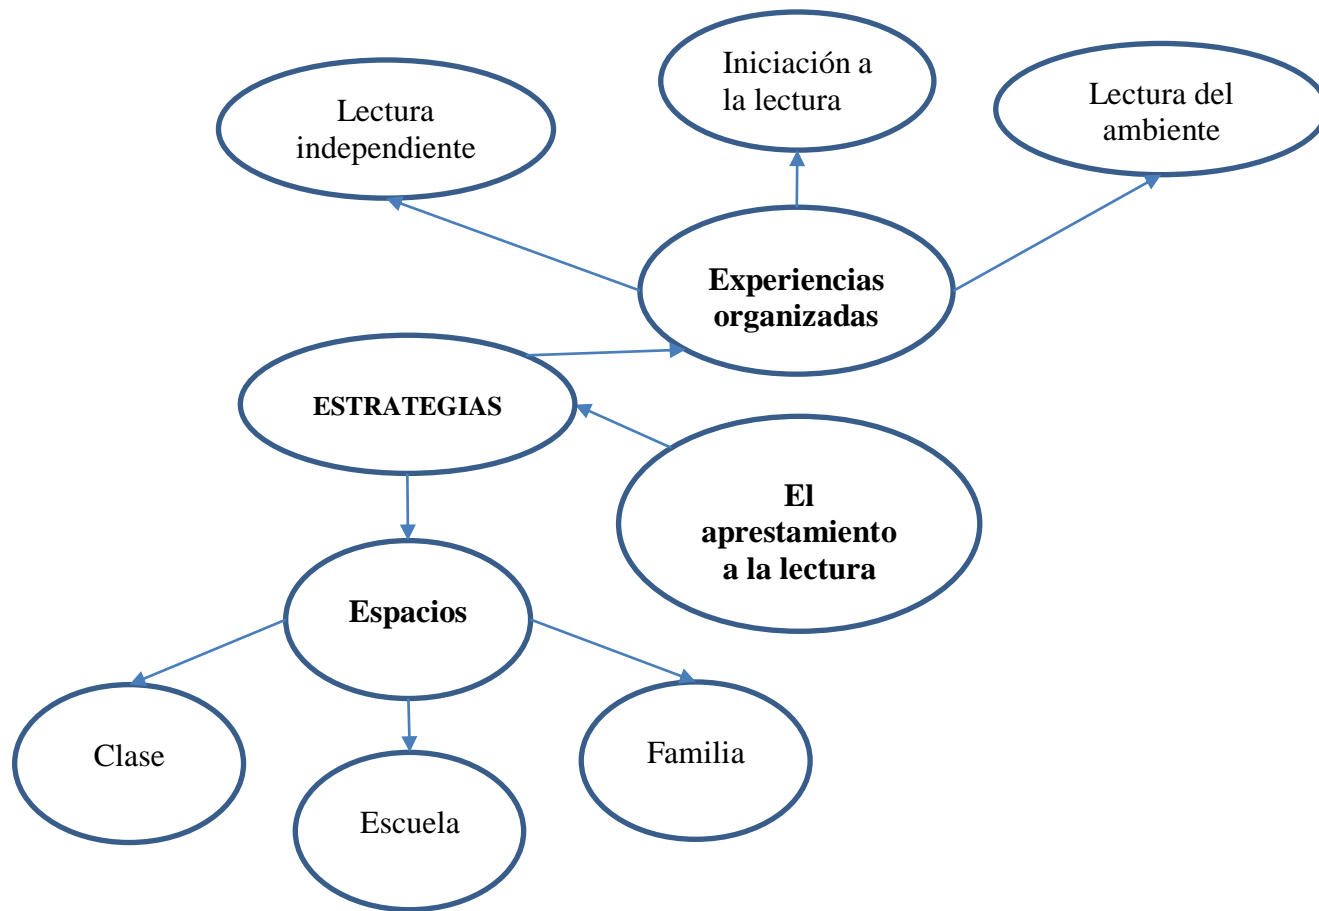 Iniciación a
la lectura
Lectura
independiente
Lectura del
ambiente
Experiencias
organizadas
ESTRATEGIAS
El
aprestamiento
a la lectura
Espacios
Clase
Escuela
Familia